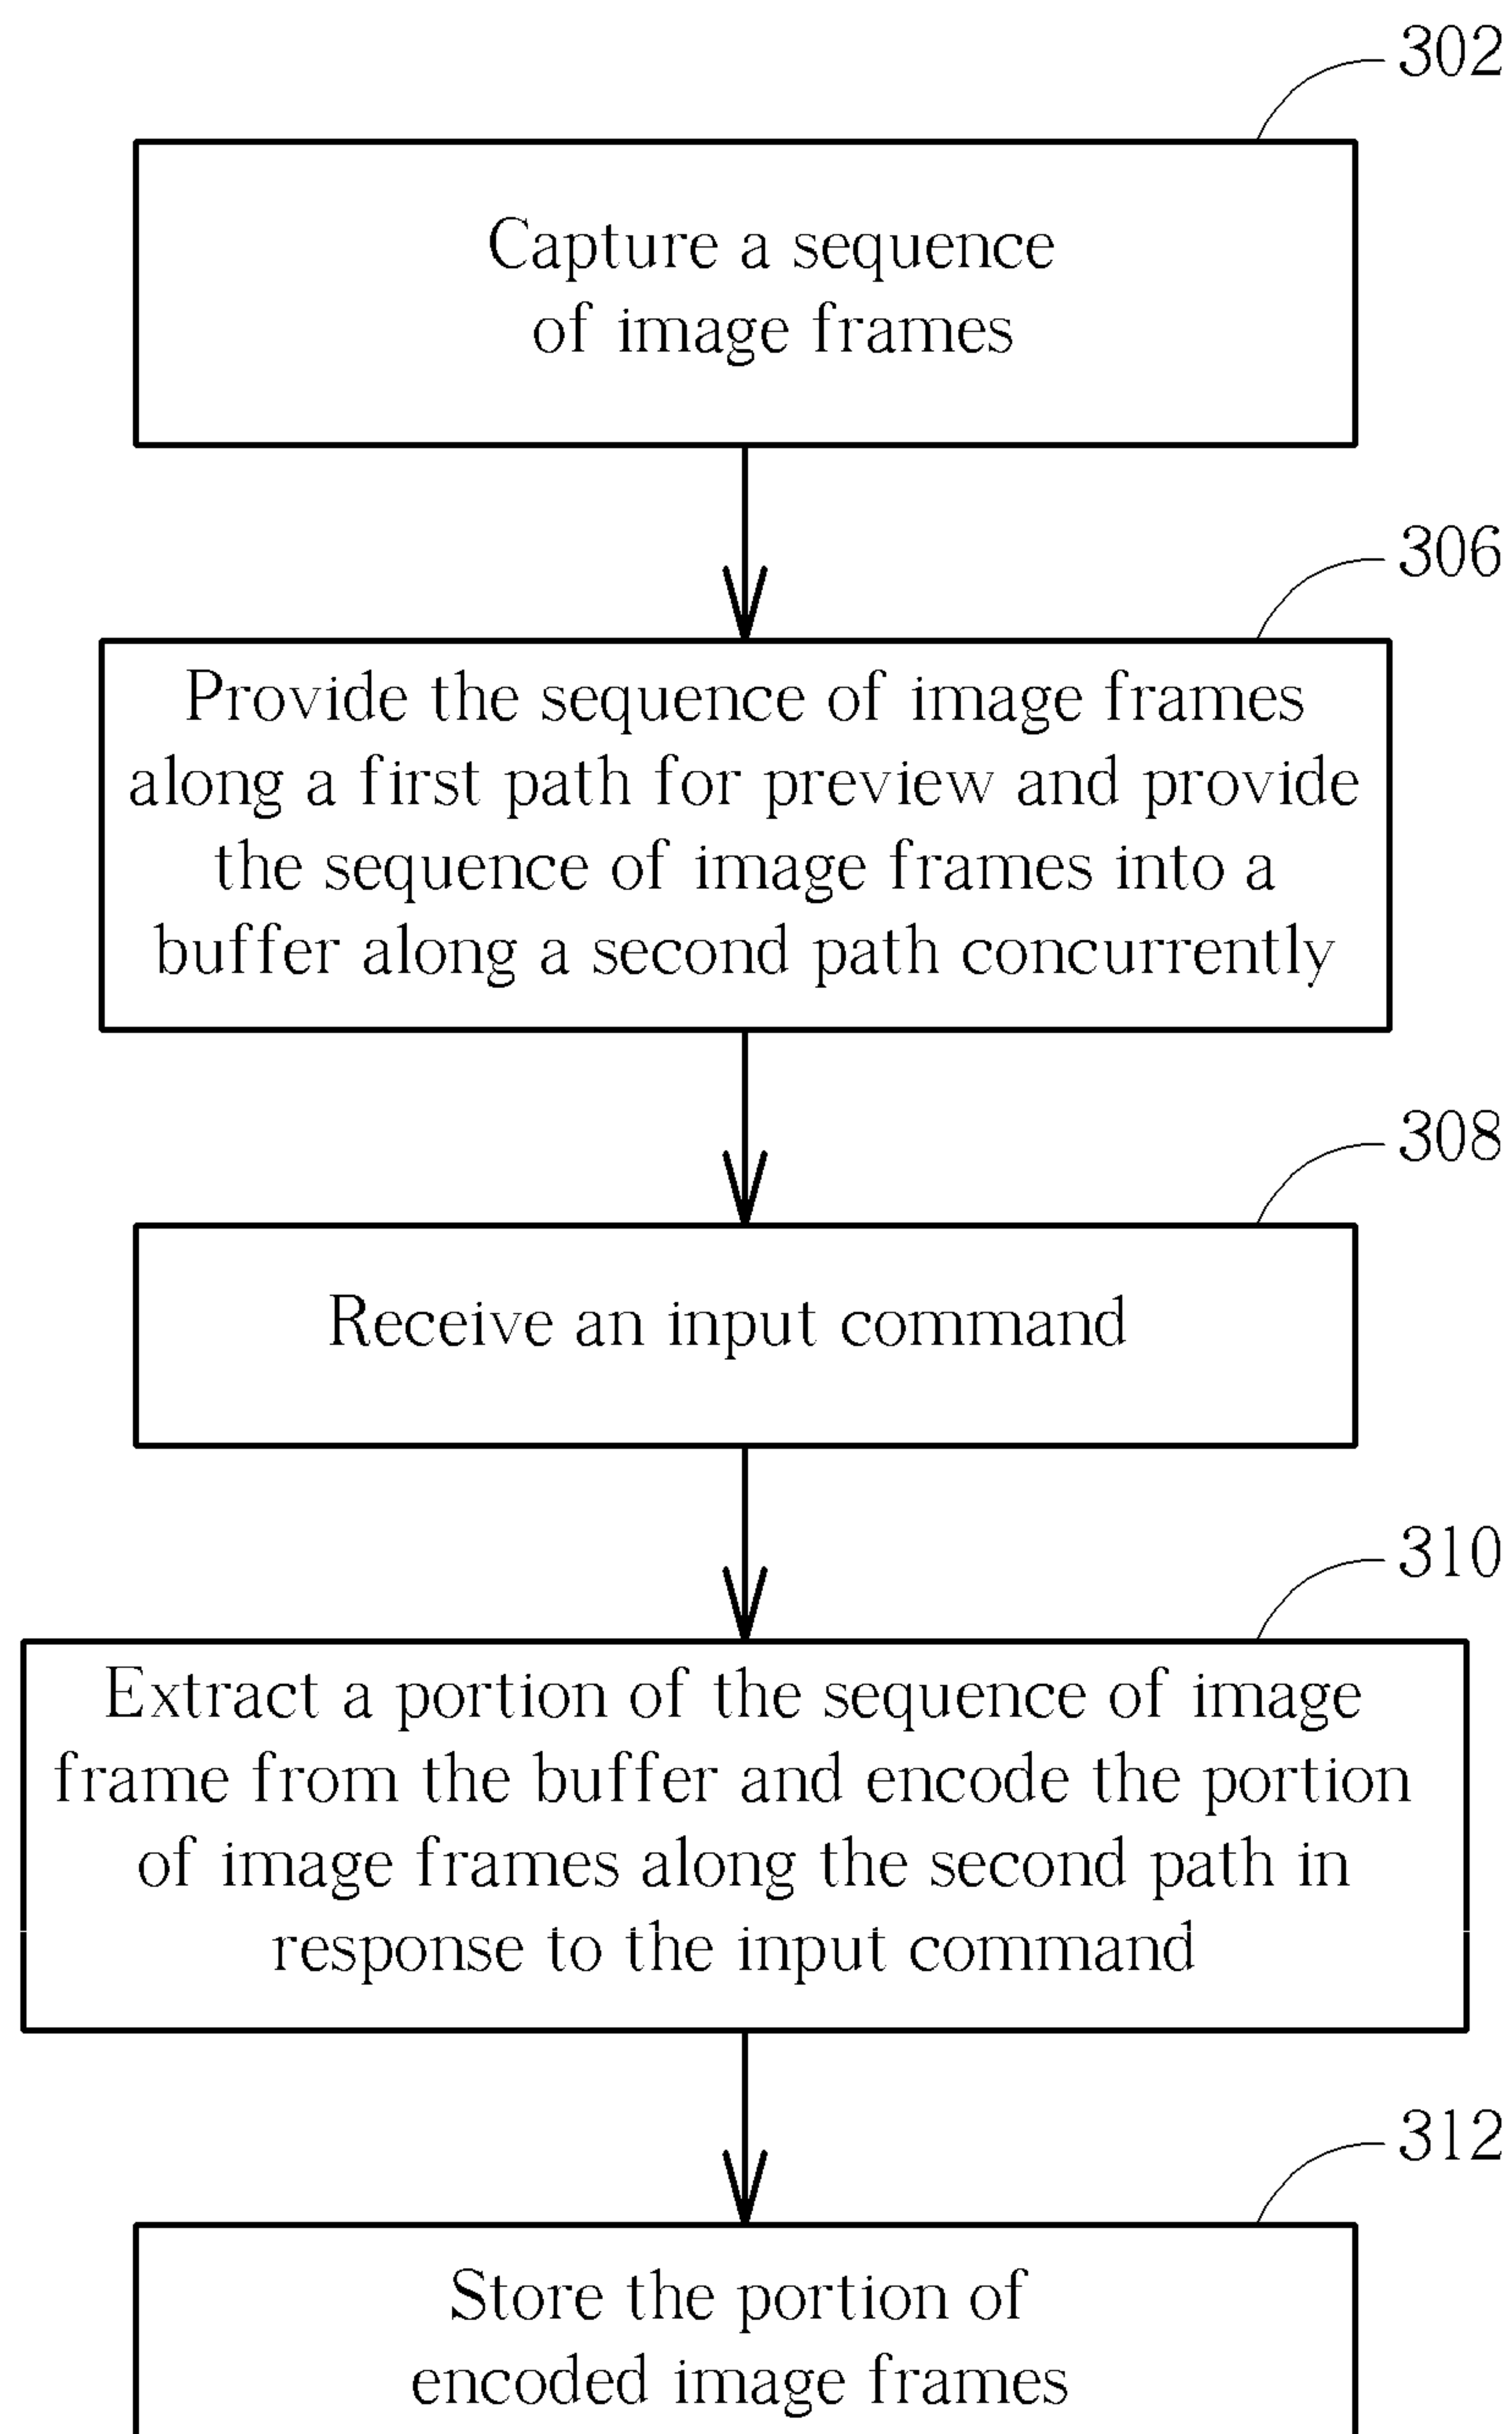 302
Capture a sequence
of image frames
306
Provide the sequence of image frames
along a first path for preview and provide
the sequence of image frames into a
buffer along a second path concurrently
308
Receive an input command
310
Extract a portion of the sequence of image
frame from the buffer and encode the portion
of image frames along the second path in
response to the input command
312
Store the portion of
encoded image frames